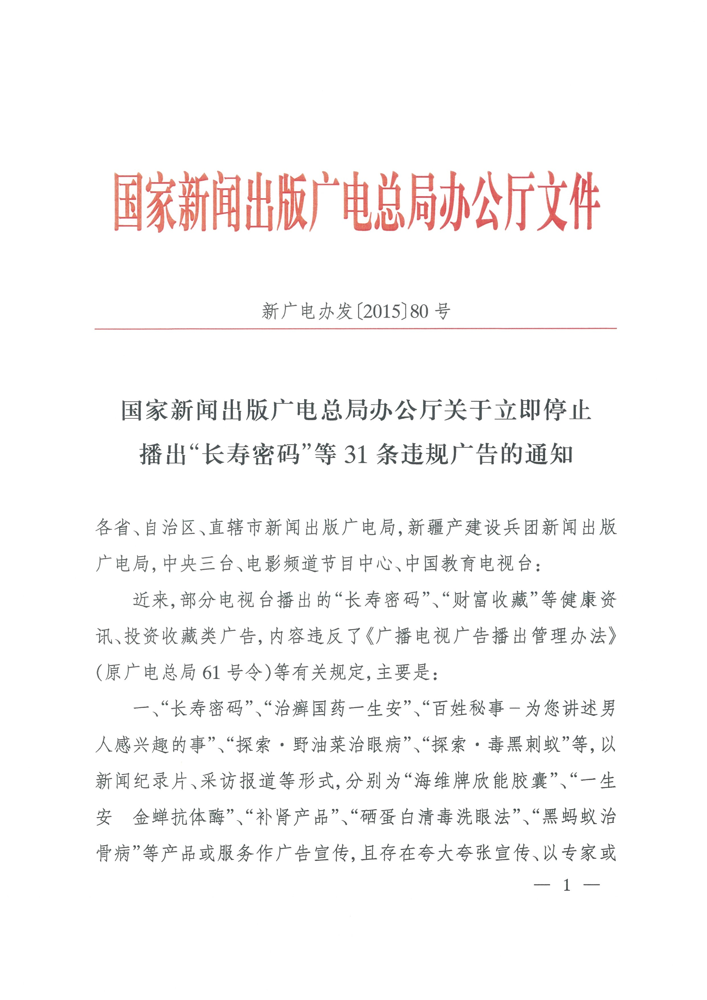 国家新闻出版广电总局办公厅文件
新广电办发〔2015〕80 号
国家新闻出版广电总局办公厅关于立即停止
播出“长寿密码”等 31 条违规广告的通知
各省、自治区、直辖市新闻出版广电局,新疆产建设兵团新闻出版
广电局,中央三台、电影频道节目中心、中国教育电视台:
近来,部分电视台播出的“长寿密码”、“财富收藏”等健康资
讯、投资收藏类广告,内容违反了《广播电视广告播出管理办法》
(原广电总局 61 号令)等有关规定,主要是:
一、“长寿密码”、“治癣国药一生安”、“百姓秘事－为您讲述男
人感兴趣的事”、“探索·野油菜治眼病”、“探索·毒黑刺蚁”等,以
新闻纪录片、采访报道等形式,分别为“海维牌欣能胶囊”、“一生
安　金蝉抗体酶”、“补肾产品”、“硒蛋白清毒洗眼法”、“黑蚂蚁治
骨病”等产品或服务作广告宣传,且存在夸大夸张宣传、以专家或
— 1 —